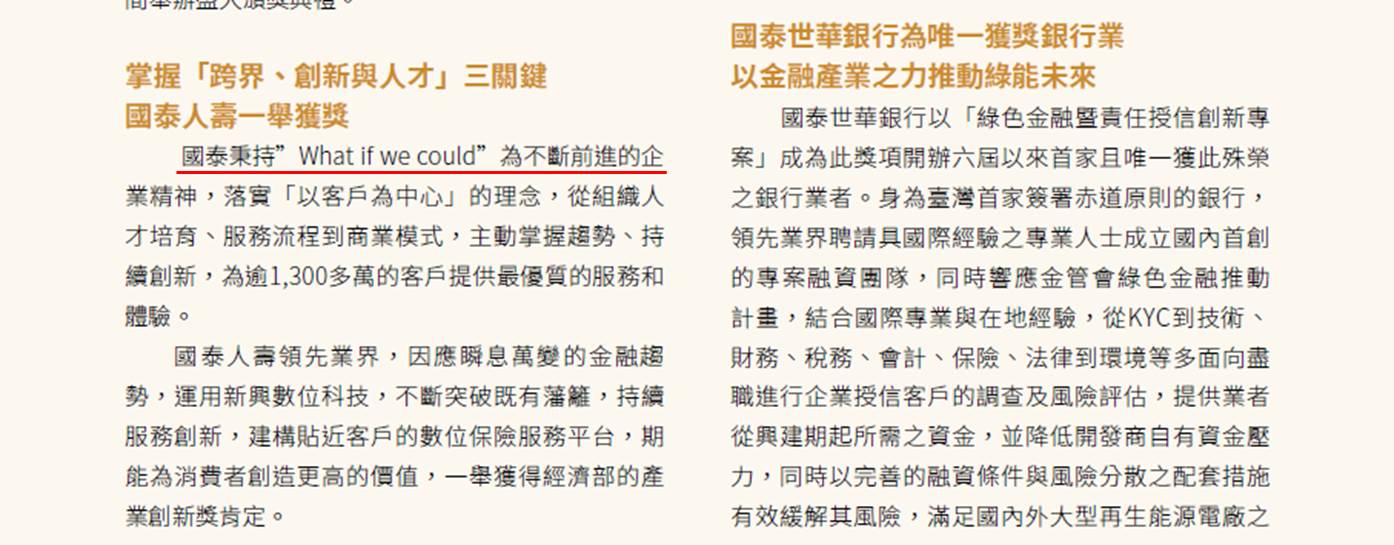 掌握「跨界、創新與人才」三關鍵
國泰人壽一舉獲獎
國泰秉持”What if we could”為不斷前進的企
業精神，落實「以客戶為中心」的理念，從組織人
才培育、服務流程到商業模式，主動掌握趨勢、持
續創新，為逾1,300多萬的客戶提供最優質的服務和
體驗。
國泰人壽領先業界，因應瞬息萬變的金融趨
勢，運用新興數位科技，不斷突破既有藩籬，持續
服務創新，建構貼近客戶的數位保險服務平台，期
能為消費者創造更高的價值，一舉獲得經濟部的產
業創新獎肯定。
國泰世華銀行為唯一獲獎銀行業
以金融產業之力推動綠能未來
國泰世華銀行以「綠色金融暨責任授信創新專
案」成為此獎項開辦六屆以來首家且唯一獲此殊榮
之銀行業者。身為臺灣首家簽署赤道原則的銀行，
領先業界聘請具國際經驗之專業人士成立國內首創
的專案融資團隊，同時響應金管會綠色金融推動
計畫，結合國際專業與在地經驗，從KYC到技術、
財務、稅務、會計、保險、法律到環境等多面向盡
職進行企業授信客戶的調查及風險評估，提供業者
從興建期起所需之資金，並降低開發商自有資金壓
力，同時以完善的融資條件與風險分散之配套措施
有效緩解其風險，滿足國內外大型再生能源電廠之